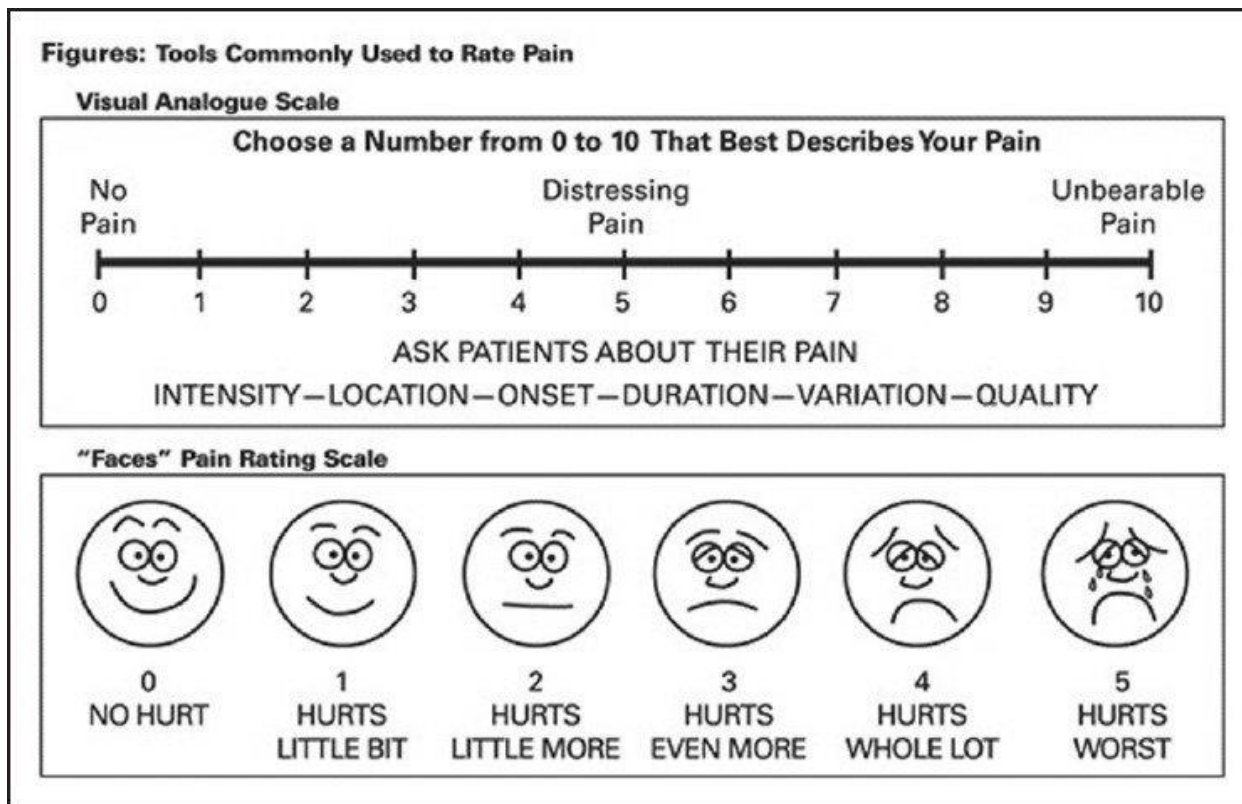 Figures: Tools Commonly Used to Rate Pain
Visual Analogue Scale
Choose a Number from 0 to 10 That Best Describes Your Pain
No Pain
Distressing Pain
Unbearable Pain
0 1 2 3 4 5 6 7 8 9 10
ASK PATIENTS ABOUT THEIR PAIN
INTENSITY—LOCATION—ONSET—DURATION—VARIATION—QUALITY
"Faces" Pain Rating Scale
0
NO HURT
1
HURTS
LITTLE BIT
2
HURTS
LITTLE MORE
3
HURTS
EVEN MORE
4
HURTS
WHOLE LOT
5
HURTS
WORST